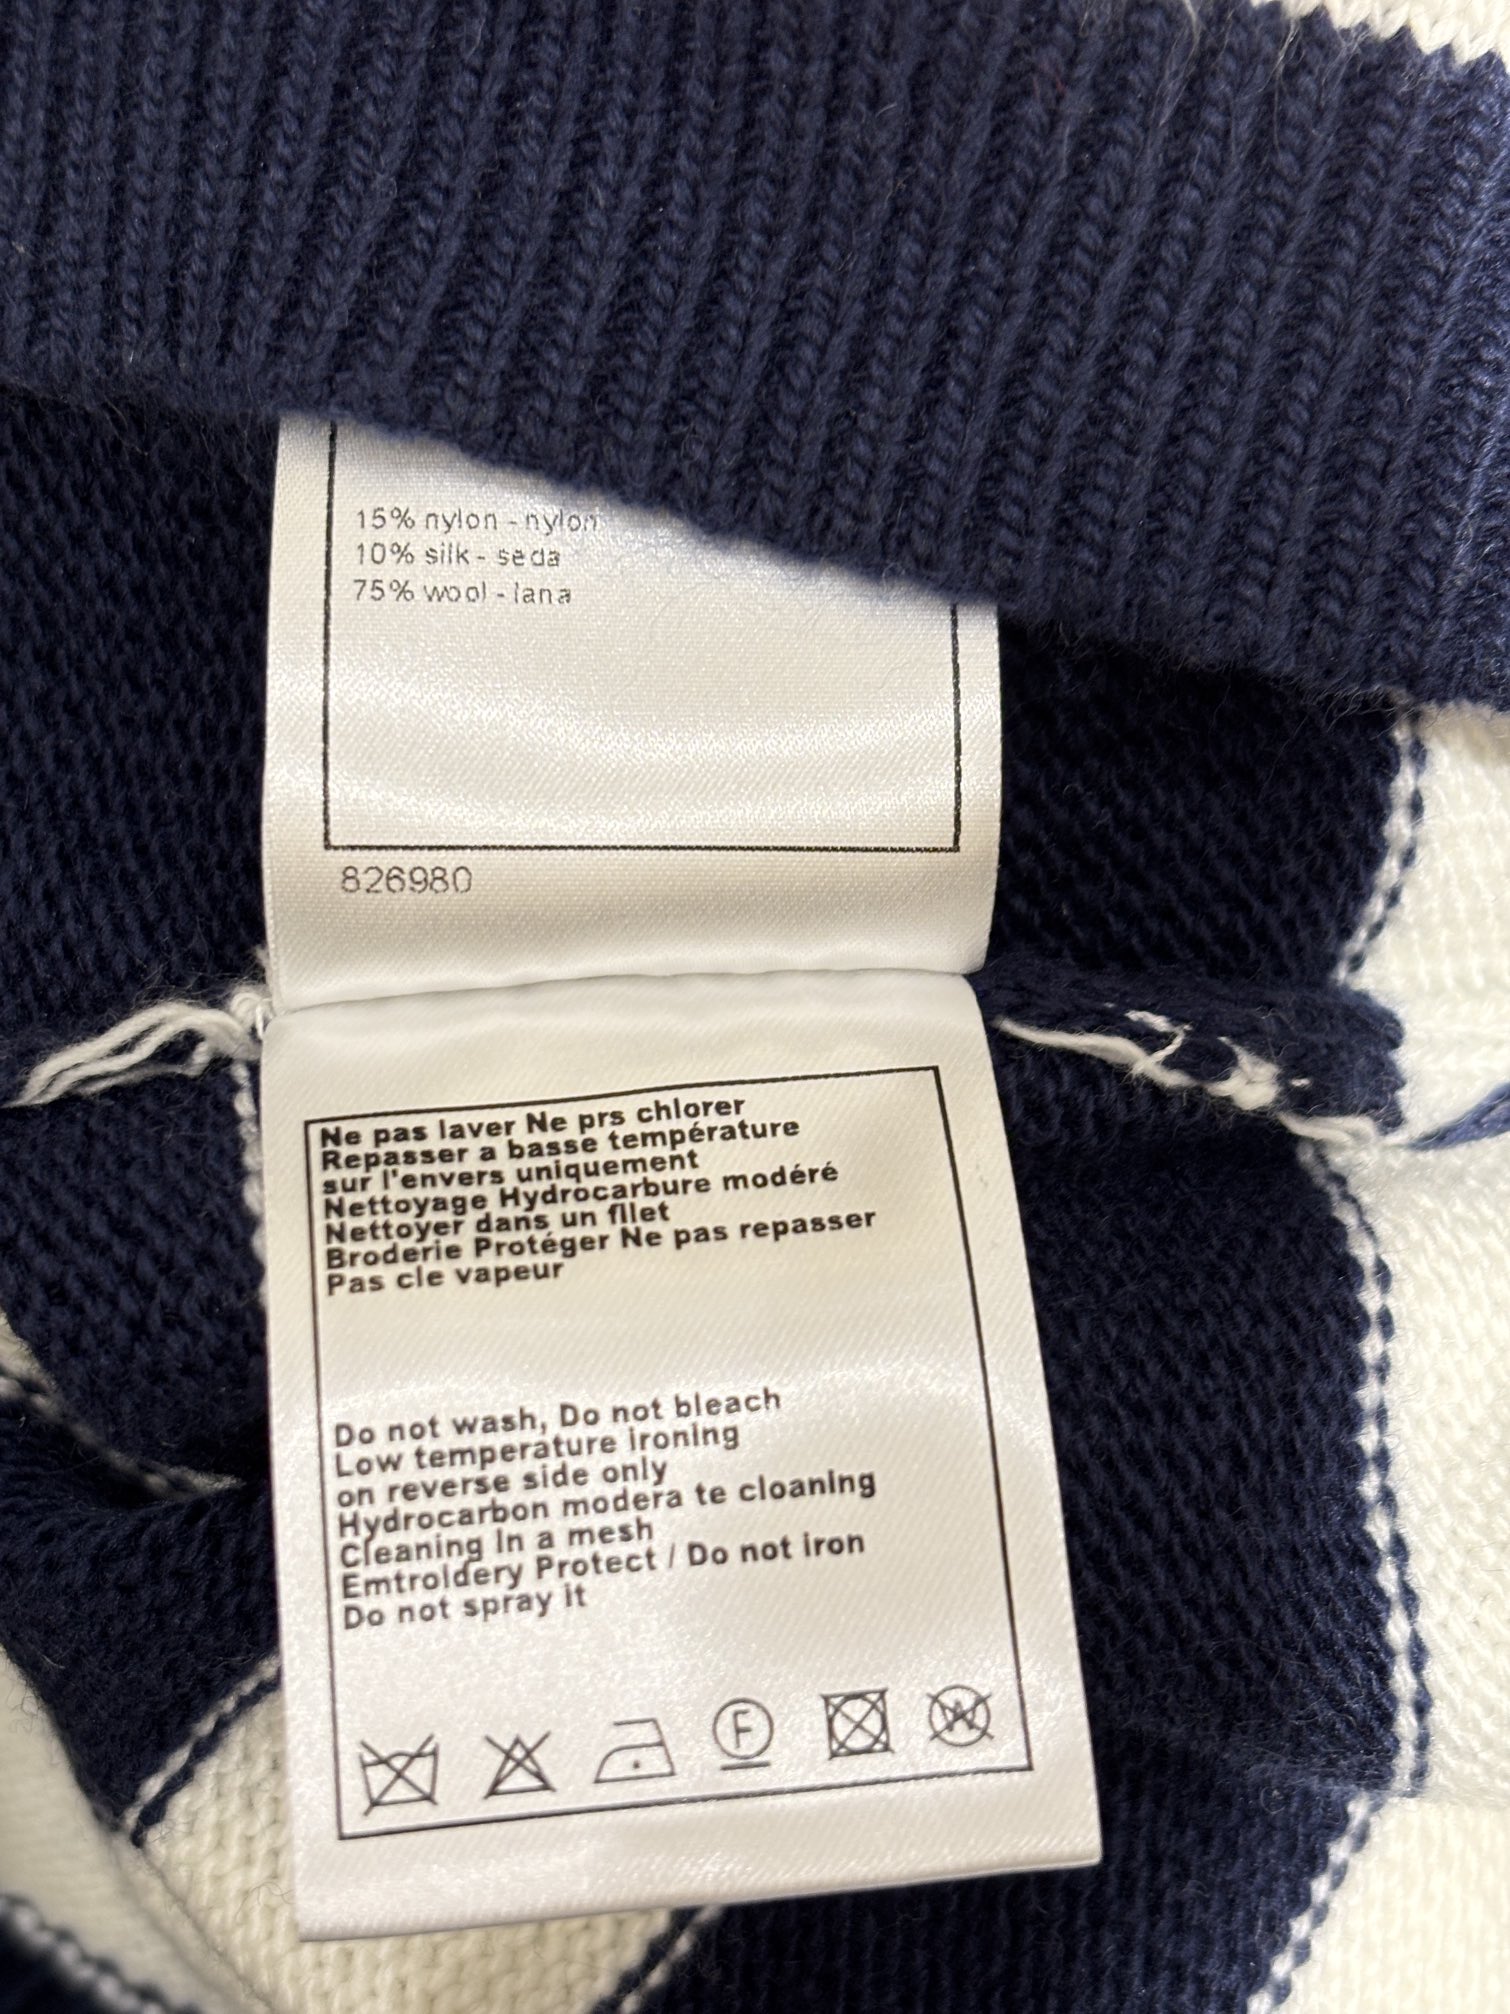 15% nylon - nylon
10% silk - seda
75% wool - lana
826980
Ne pas laver Ne prs chlorer
Repasser a basse température
sur l'envers uniquement
Nettoyage Hydrocarbure modéré
Nettoyer dans un fllet
Broderie Protéger Ne pas repasser
Pas cle vapeur
Do not wash, Do not bleach
Low temperature ironing
on reverse side only
Hydrocarbon modera te cloaning
Cleaning In a mesh
Emtroldery Protect / Do not iron
Do not spray it
F W